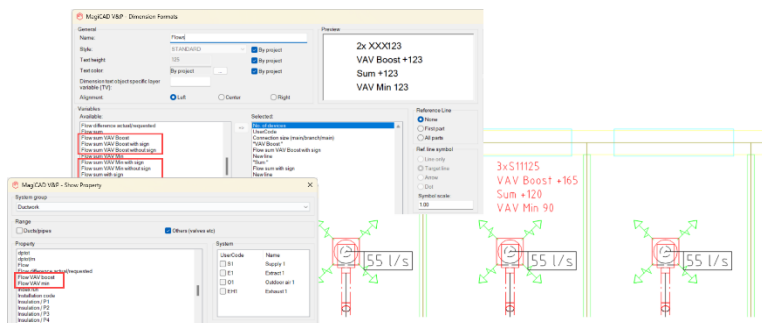 MagiCAD V&P - Dimension Formats
General
Name:
Flows
Style:
STANDARD
By project
Text height:
125
By project
Text color:
By project
...
By project
Dimension text object specific layer
variable (TV):
Alignment:
Left
Center
Right
Preview
2x XXX123
VAV Boost +123
Sum +123
VAV Min 123
Variables
Available:
Flow difference actual/requested
Flow sum
Flow sum VAV Boost
Flow sum VAV Boost with sign
Flow sum VAV Boost without sign
Flow sum VAV Min
Flow sum VAV Min with sign
Flow sum VAV Min without sign
Flow sum with sign
Selected:
No. of devices
UserCode
Connection size (main/branch/main)
"VAV Boost "
Flow sum VAV Boost with sign
New line
"Sum "
Flow sum with sign
New line
Reference Line
None
First part
All parts
Ref. line symbol
Line only
Target line
Arrow
Dot
Symbol scale:
1.00
MagiCAD V&P - Show Property
System group
Ductwork
Range
Ducts/pipes
Others (valves etc)
Property
dptot
dptot/m
Flow
Flow difference actual/requested
Flow VAV boost
Flow VAV min
Installation code
Insulation / P1
Insulation / P2
Insulation / P3
Insulation / P4
System
UserCode
Name
S1
Supply 1
E1
Extract 1
O1
Outdoor air 1
EH1
Exhaust 1
3xS11125
VAV Boost +165
Sum +120
VAV Min 90
55 l/s
55 l/s
55 l/s